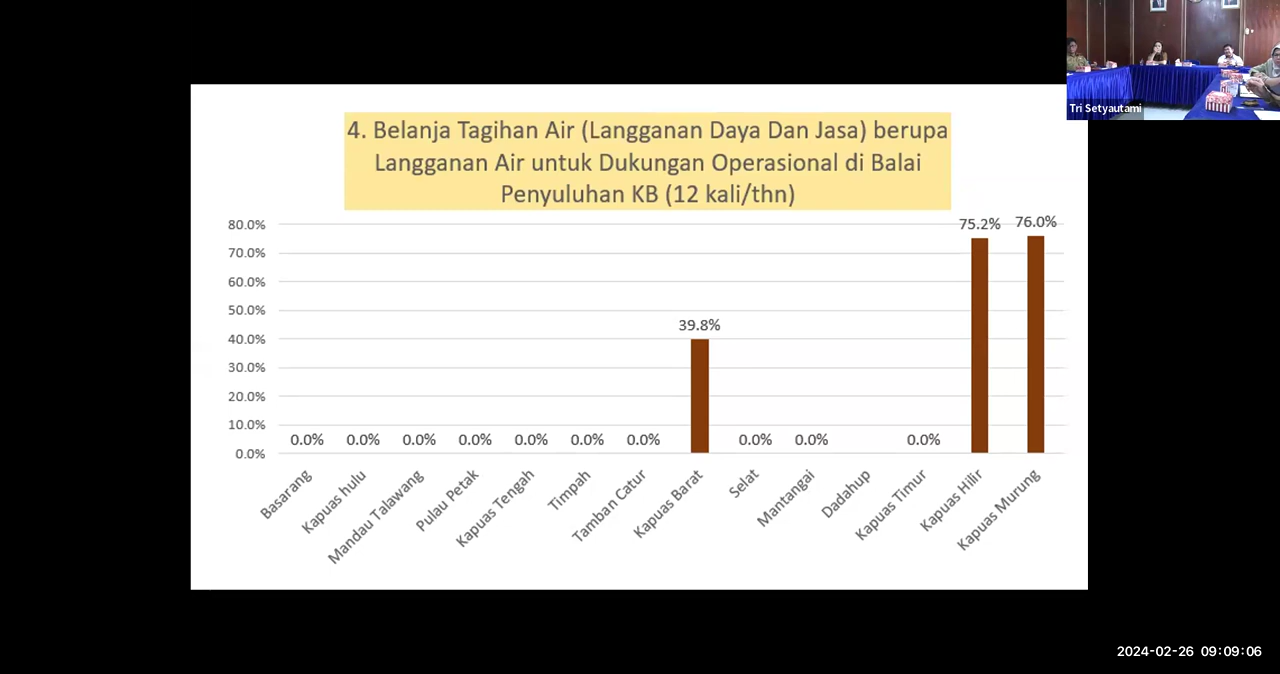 Tri Setyautami
4. Belanja Tagihan Air (Langganan Daya Dan Jasa) berupa
Langganan Air untuk Dukungan Operasional di Balai
Penyuluhan KB (12 kali/thn)
80.0%
70.0%
60.0%
50.0%
40.0%
30.0%
20.0%
10.0%
0.0%
0.0%
0.0%
0.0%
0.0%
0.0%
0.0%
0.0%
39.8%
0.0%
0.0%
0.0%
75.2%
76.0%
Basarang
Kapuas hulu
Mandau Talawang
Pulau Petak
Kapuas Tengah
Timpah
Tamban Catur
Kapuas Barat
Selat
Mantangai
Dadahup
Kapuas Timur
Kapuas Hilir
Kapuas Murung
2024-02-26 09:09:06